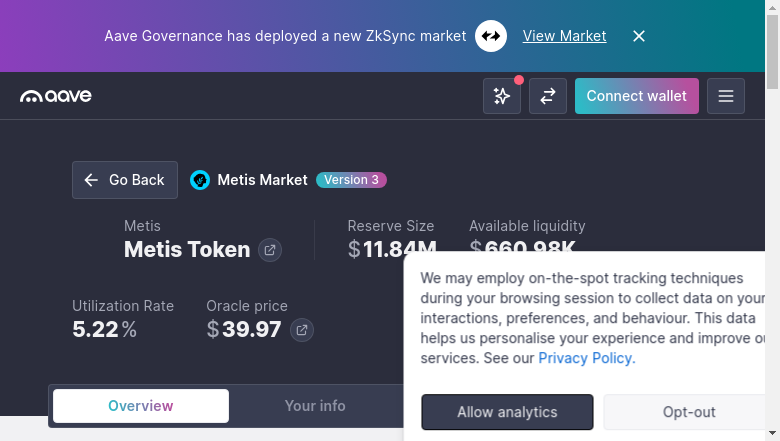 Aave Governance has deployed a new ZkSync market View Market
aave
Connect wallet
Go Back
Metis Market
Version 3
Metis
Metis Token
Reserve Size
$11.84M
Available liquidity
$660.98K
Utilization Rate
5.22%
Oracle price
$39.97
We may employ on-the-spot tracking techniques
during your browsing session to collect data on your
interactions, preferences, and behaviour. This data
helps us personalise your experience and improve ou
services. See our Privacy Policy.
Allow analytics
Opt-out
Overview
Your info